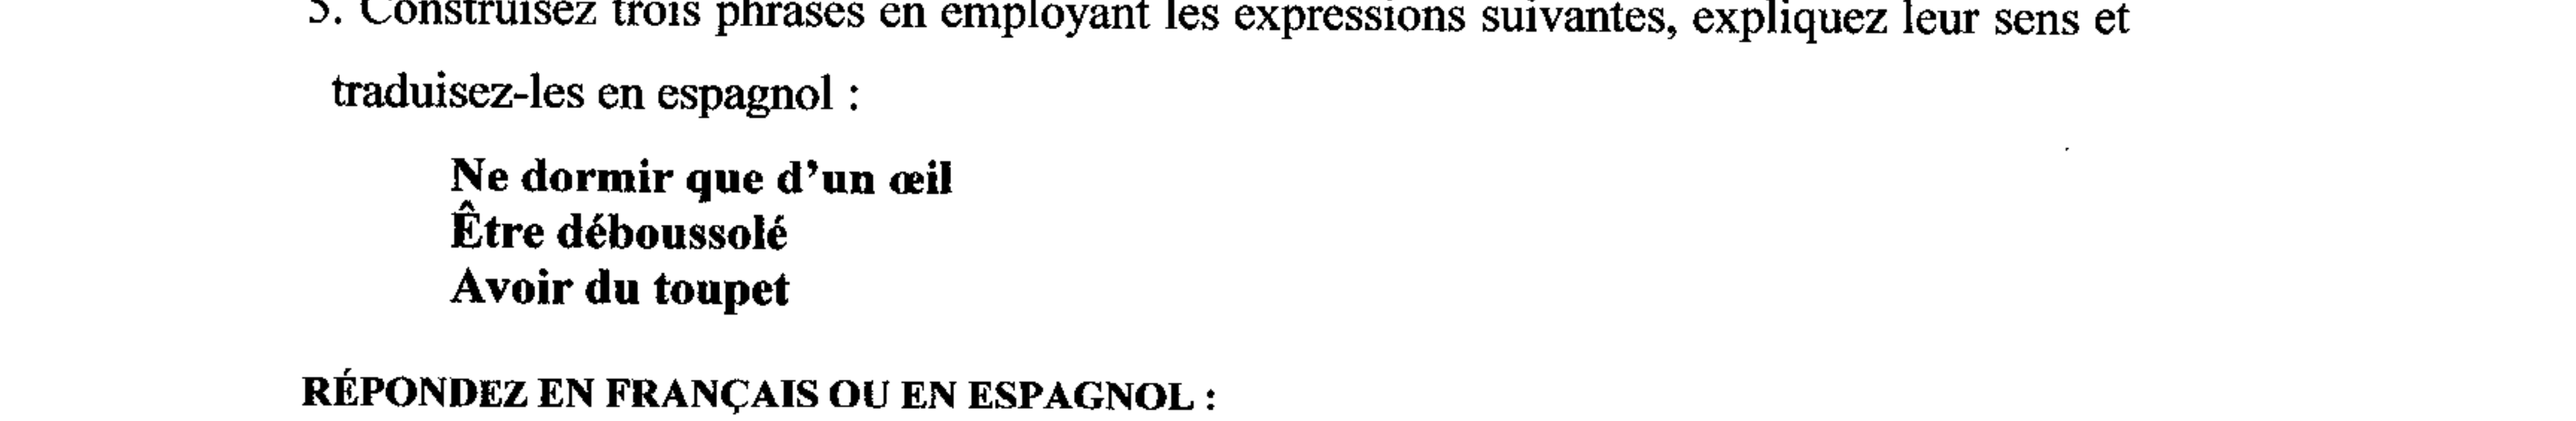 5. Construisez trois phrases en employant les expressions suivantes, expliquez leur sens et
traduisez-les en espagnol :
Ne dormir que d'un œil
Être déboussolé
Avoir du toupet
RÉPONDEZ EN FRANÇAIS OU EN ESPAGNOL :